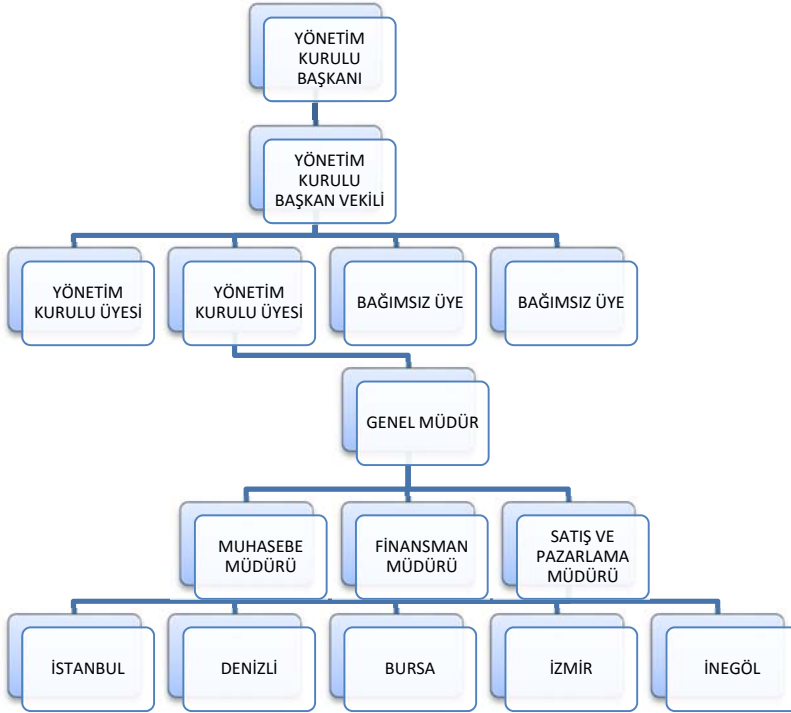 YÖNETİM
KURULU
BAŞKANI
YÖNETİM
KURULU
BAŞKAN VEKİLİ
YÖNETİM
KURULU ÜYESİ
YÖNETİM
KURULU ÜYESİ
BAĞIMSIZ ÜYE
BAĞIMSIZ ÜYE
GENEL MÜDÜR
MUHASEBE
MÜDÜRÜ
FİNANSMAN
MÜDÜRÜ
SATIŞ VE
PAZARLAMA
MÜDÜRÜ
İSTANBUL
DENİZLİ
BURSA
İZMİR
İNEGÖL